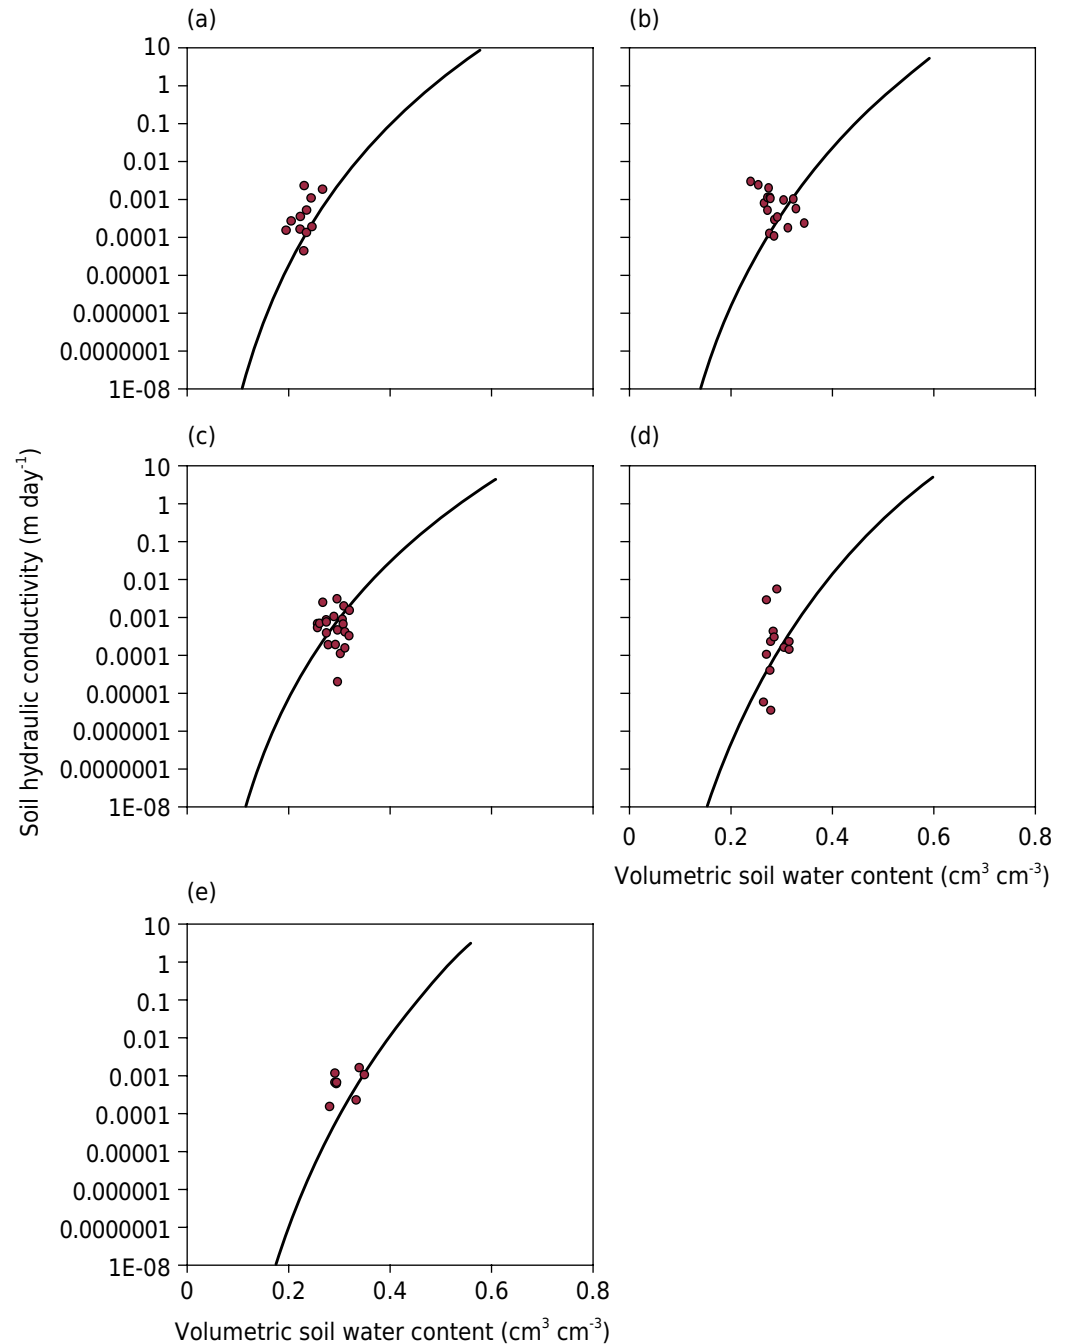 (a)
(b)
10
1
0.1
0.01
0.001
0.0001
0.00001
0.000001
0.0000001
1E-08
(c)
(d)
10
1
0.1
0.01
0.001
0.0001
0.00001
0.000001
0.0000001
1E-08
Soil hydraulic conductivity (m day⁻¹)
0 0.2 0.4 0.6 0.8
Volumetric soil water content (cm³ cm⁻³)
(e)
10
1
0.1
0.01
0.001
0.0001
0.00001
0.000001
0.0000001
1E-08
0 0.2 0.4 0.6 0.8
Volumetric soil water content (cm³ cm⁻³)